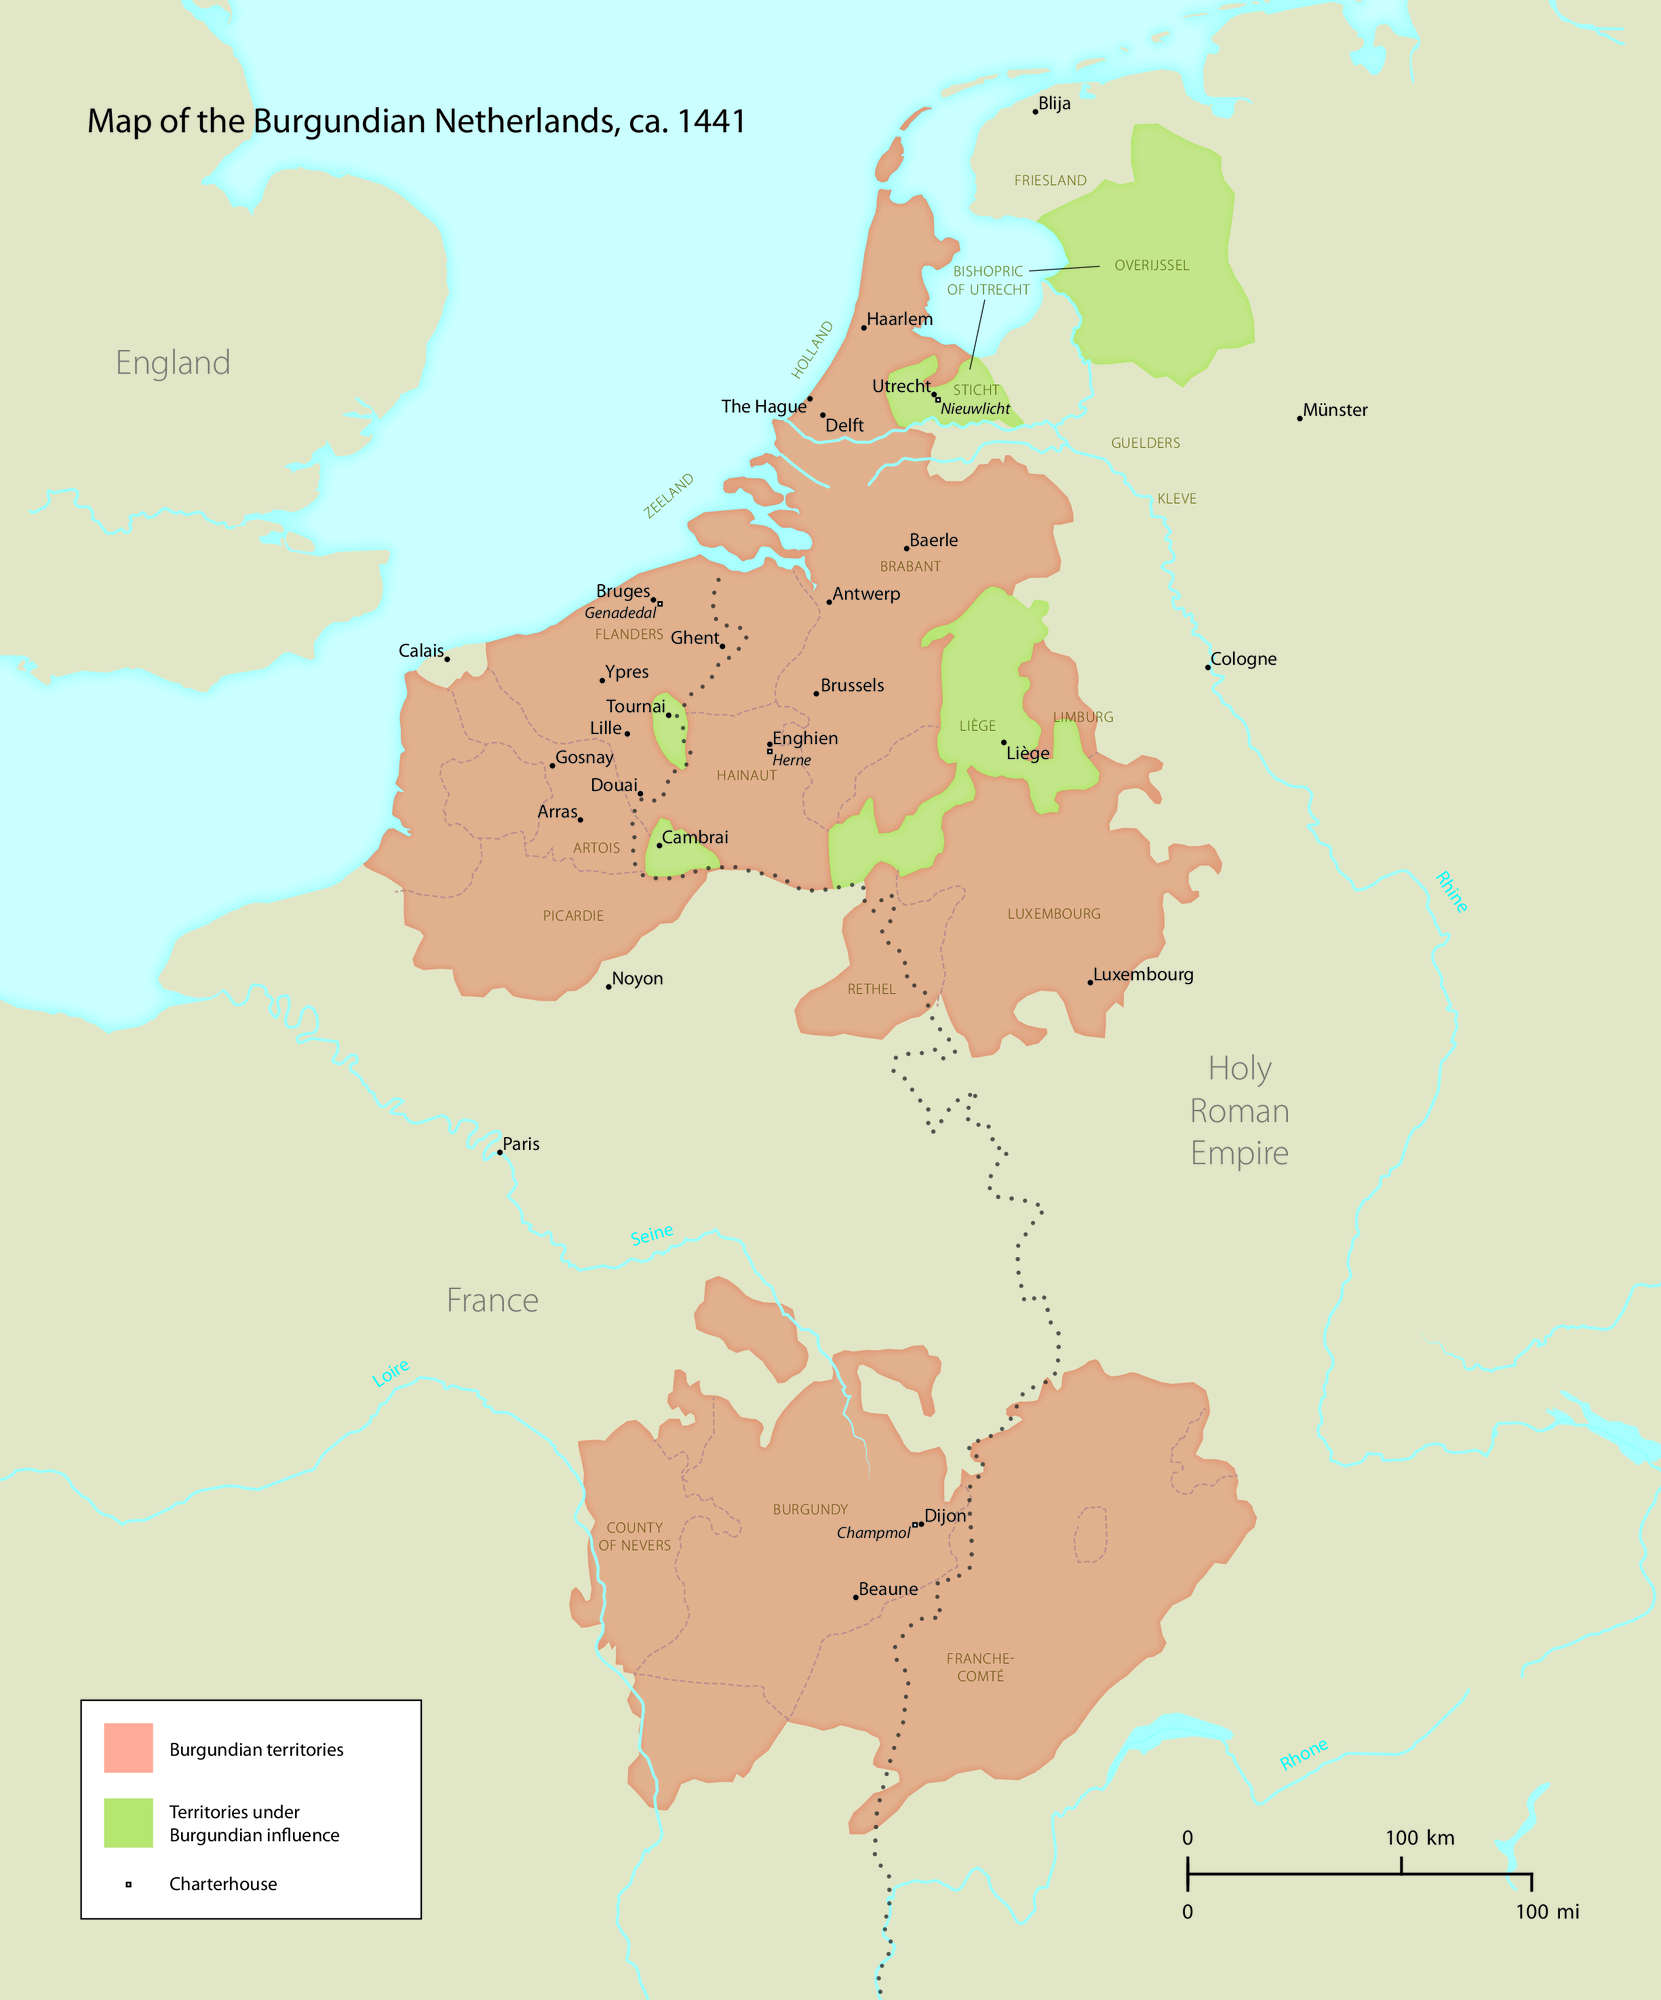 Map of the Burgundian Netherlands, ca. 1441
Blija
FRIESLAND
BISHOPRIC
OF UTRECHT
OVERIJSSEL
HOLLAND
Haarlem
England
Utrecht
STICHT
Nieuwlicht
The Hague
Delft
Münster
GUELDERS
KLEVE
ZEELAND
Baerle
BRABANT
Bruges
Genadedal
FLANDERS
Antwerp
Ghent
Calais
Ypres
Brussels
Cologne
Tournai
Lille
LIÈGE
LIMBURG
Liège
Enghien
Herne
Gosnay
HAINAUT
Douai
Arras
Cambrai
ARTOIS
Rhine
PICARDIE
LUXEMBOURG
Noyon
RETHEL
Luxembourg
Holy
Roman
Empire
Paris
Seine
France
Loire
BURGUNDY
Dijon
Champmol
COUNTY
OF NEVERS
Beaune
FRANCHE-
COMTÉ
Rhone
Burgundian territories
Territories under
Burgundian influence
Charterhouse
0 100 km
0 100 mi